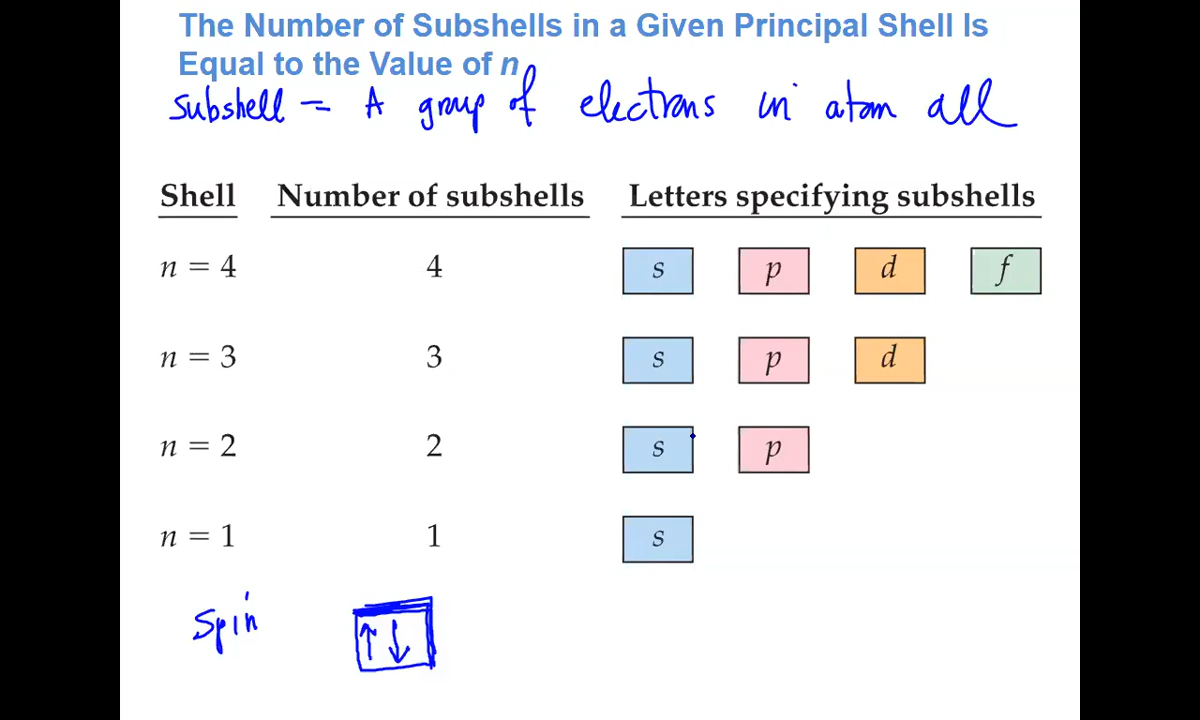 The Number of Subshells in a Given Principal Shell Is
Equal to the Value of n
subshell = A group of electrons in atom all
Shell Number of subshells Letters specifying subshells
n = 4 4 s p d f
n = 3 3 s p d
n = 2 2 s p
n = 1 1 s
Spin ↑↓